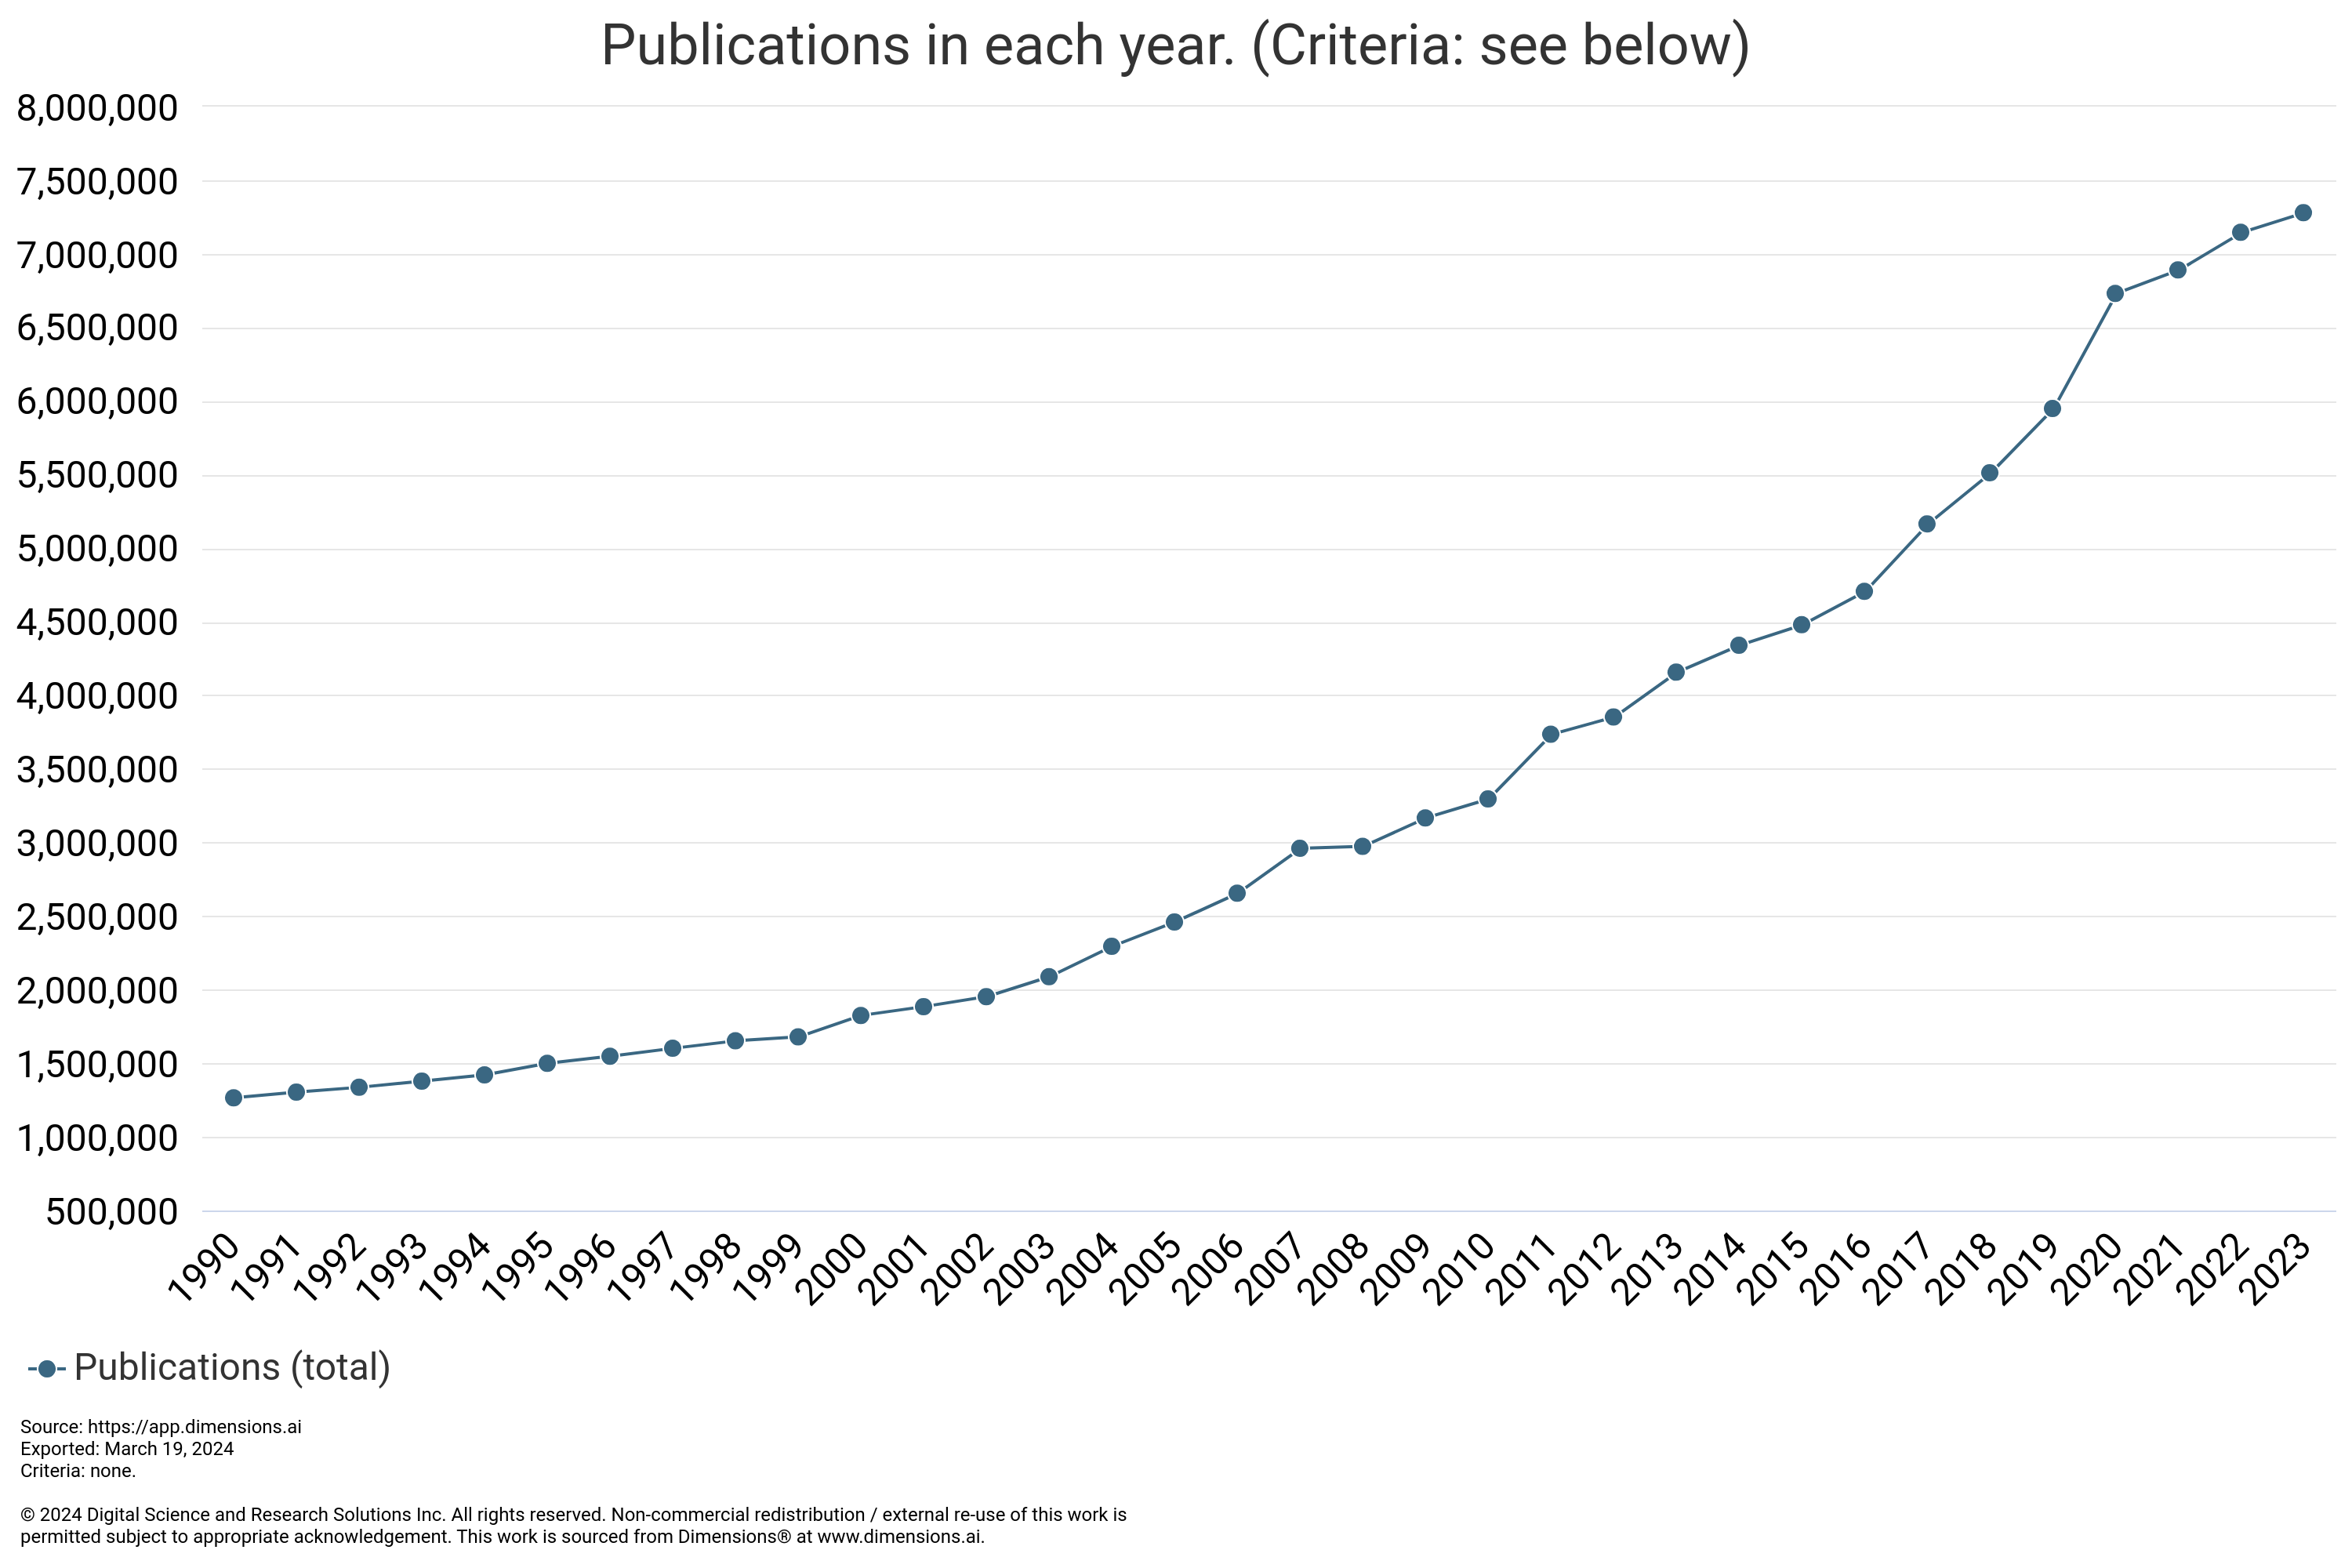 Publications in each year. (Criteria: see below)
8,000,000
7,500,000
7,000,000
6,500,000
6,000,000
5,500,000
5,000,000
4,500,000
4,000,000
3,500,000
3,000,000
2,500,000
2,000,000
1,500,000
1,000,000
500,000
1990 1991 1992 1993 1994 1995 1996 1997 1998 1999 2000 2001 2002 2003 2004 2005 2006 2007 2008 2009 2010 2011 2012 2013 2014 2015 2016 2017 2018 2019 2020 2021 2022 2023
Publications (total)
Source: https://app.dimensions.ai
Exported: March 19, 2024
Criteria: none.
© 2024 Digital Science and Research Solutions Inc. All rights reserved. Non-commercial redistribution / external re-use of this work is
permitted subject to appropriate acknowledgement. This work is sourced from Dimensions® at www.dimensions.ai.